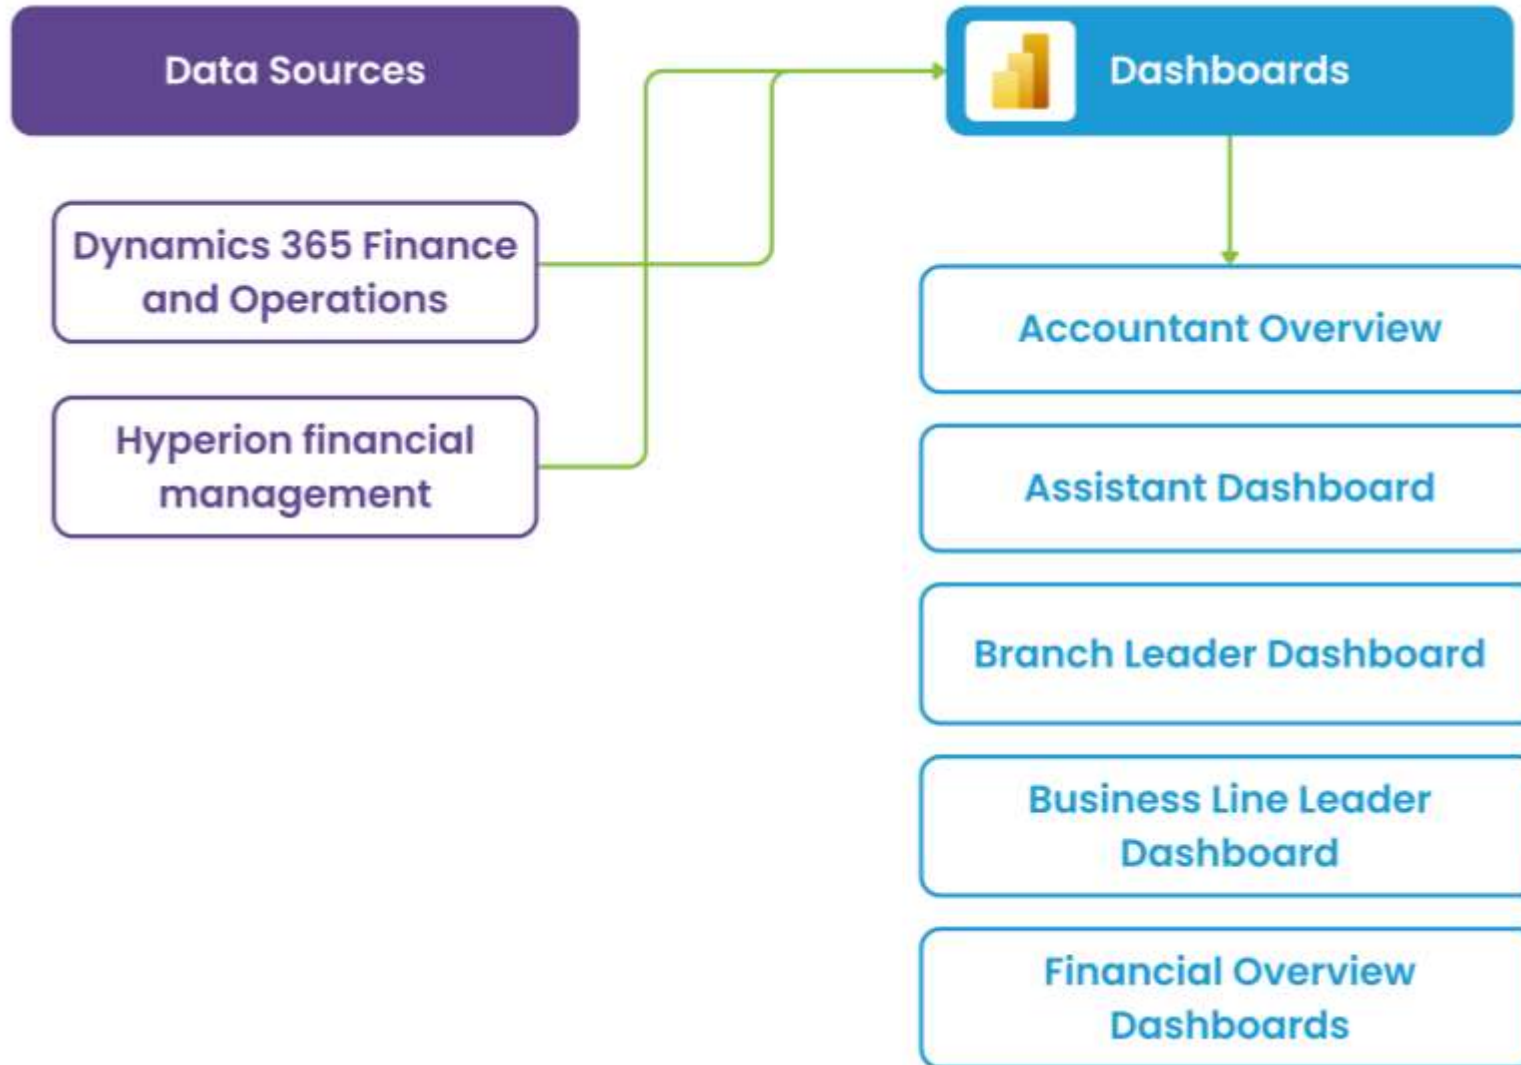 Data Sources
Dynamics 365 Finance
and Operations
Hyperion financial
management
Dashboards
Accountant Overview
Assistant Dashboard
Branch Leader Dashboard
Business Line Leader
Dashboard
Financial Overview
Dashboards